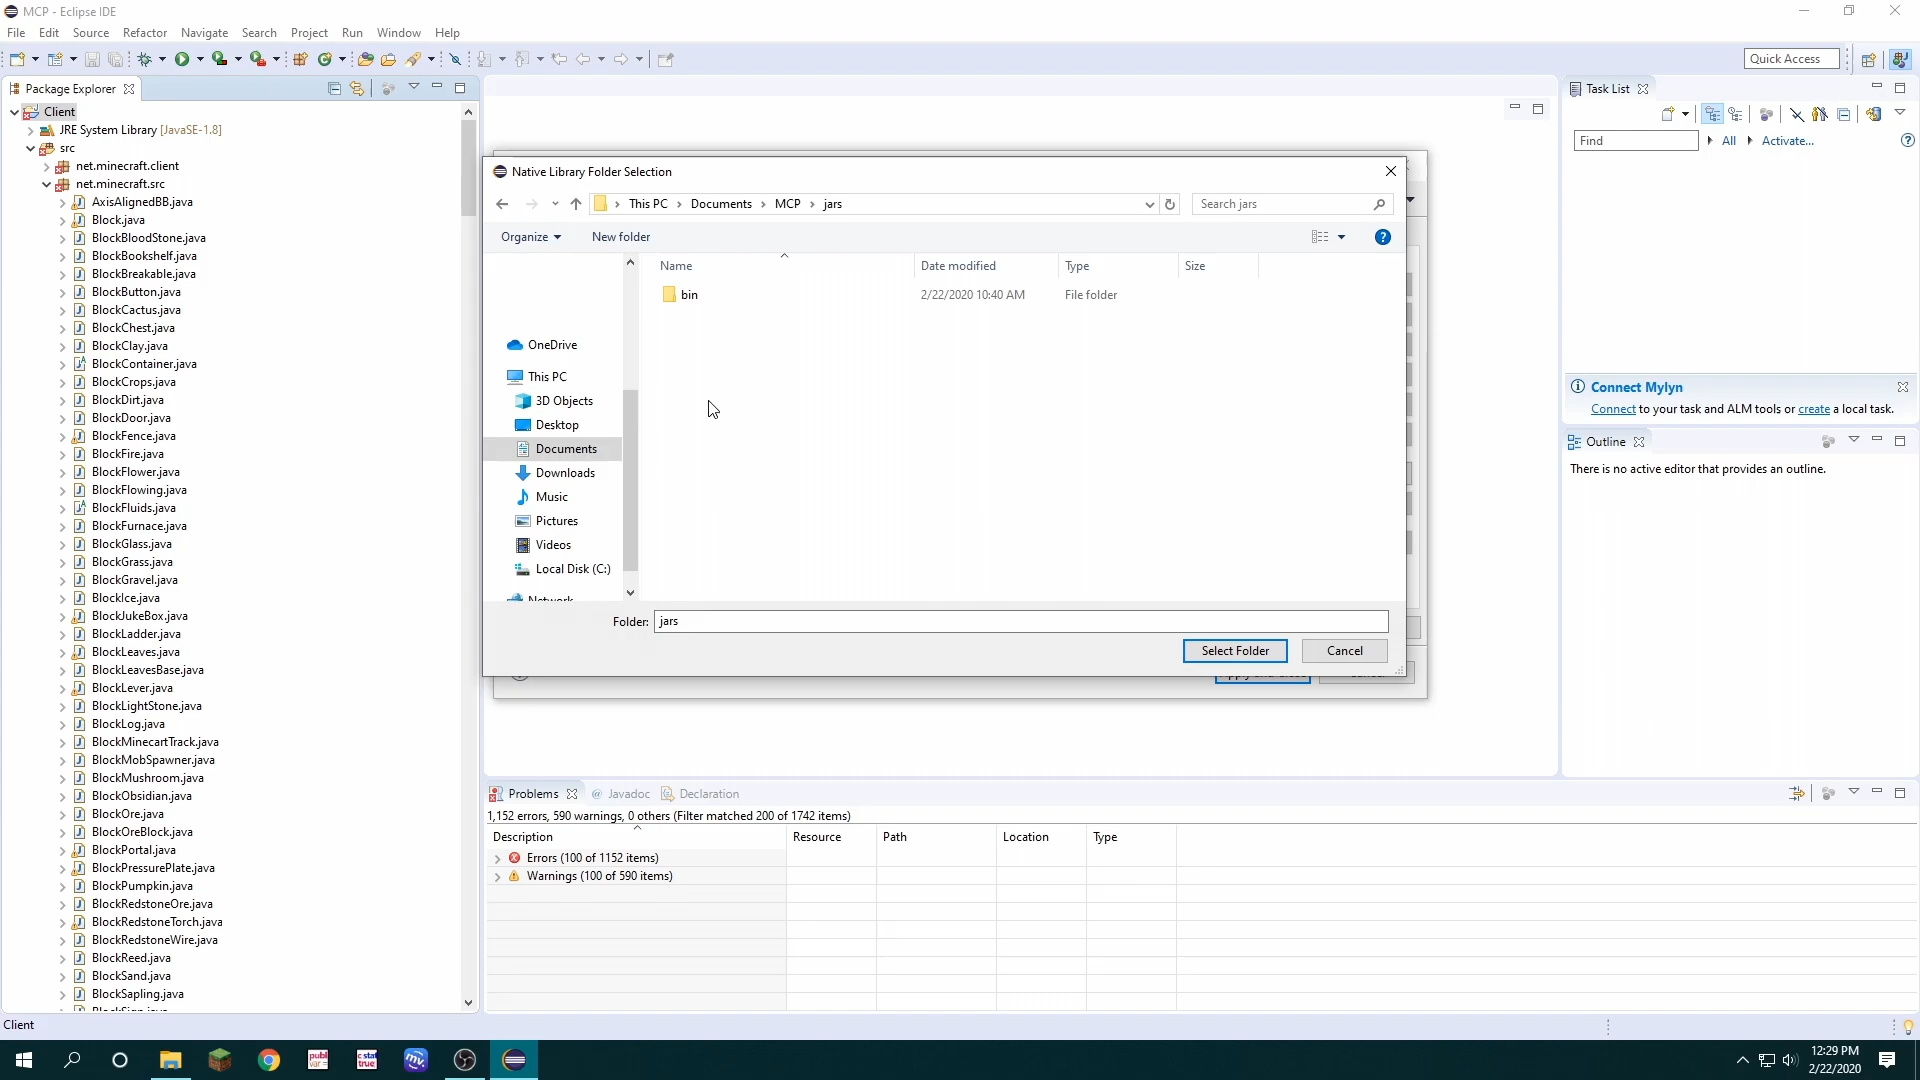 MCP - Eclipse IDE
File Edit Source Refactor Navigate Search Project Run Window Help
Quick Access
Package Explorer
Client
JRE System Library [JavaSE-1.8]
src
net.minecraft.client
net.minecraft.src
AxisAlignedBB.java
Block.java
BlockBloodStone.java
BlockBookshelf.java
BlockBreakable.java
BlockButton.java
BlockCactus.java
BlockChest.java
BlockClay.java
BlockContainer.java
BlockCrops.java
BlockDirt.java
BlockDoor.java
BlockFence.java
BlockFire.java
BlockFlower.java
BlockFlowing.java
BlockFluids.java
BlockFurnace.java
BlockGlass.java
BlockGrass.java
BlockGravel.java
BlockIce.java
BlockJukeBox.java
BlockLadder.java
BlockLeaves.java
BlockLeavesBase.java
BlockLever.java
BlockLightStone.java
BlockLog.java
BlockMinecartTrack.java
BlockMobSpawner.java
BlockMushroom.java
BlockObsidian.java
BlockOre.java
BlockOreBlock.java
BlockPortal.java
BlockPressurePlate.java
BlockPumpkin.java
BlockRedstoneOre.java
BlockRedstoneTorch.java
BlockRedstoneWire.java
BlockReed.java
BlockSand.java
BlockSapling.java
Client
Native Library Folder Selection
This PC > Documents > MCP > jars
Search jars
Organize New folder
Name Date modified Type Size
bin 2/22/2020 10:40 AM File folder
OneDrive
This PC
3D Objects
Desktop
Documents
Downloads
Music
Pictures
Videos
Local Disk (C:)
Network
Folder: jars
Select Folder Cancel
Task List
Find All Activate...
Connect Mylyn
Connect to your task and ALM tools or create a local task.
Outline
There is no active editor that provides an outline.
Problems @ Javadoc Declaration
1,152 errors, 590 warnings, 0 others (Filter matched 200 of 1742 items)
Description Resource Path Location Type
Errors (100 of 1152 items)
Warnings (100 of 590 items)
publ
var =
c stat
true;
mv
12:29 PM
2/22/2020